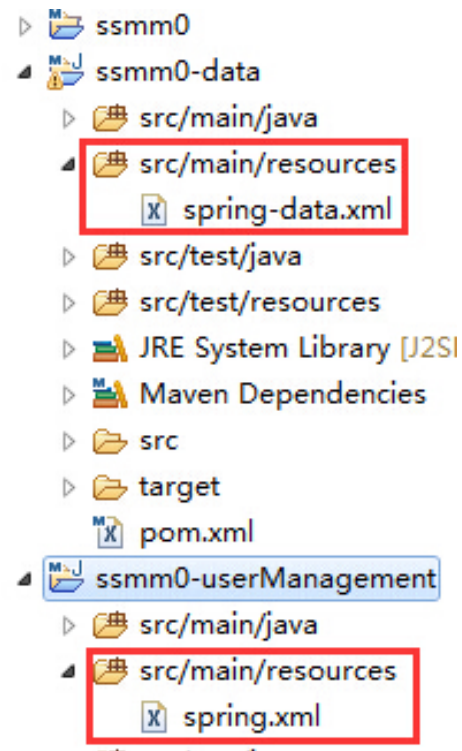 ssmm0
ssmm0-data
src/main/java
src/main/resources
spring-data.xml
src/test/java
src/test/resources
JRE System Library [J2S
Maven Dependencies
src
target
pom.xml
ssmm0-userManagement
src/main/java
src/main/resources
spring.xml